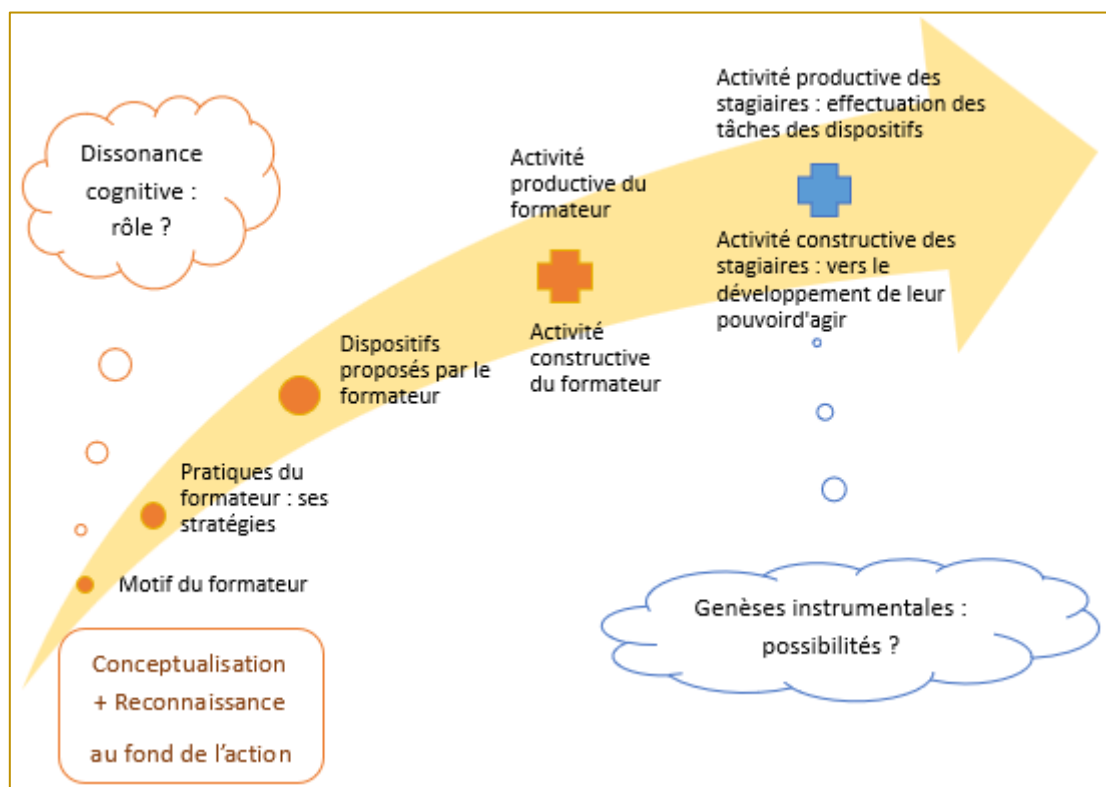 Dissonance
cognitive :
rôle ?
Activité productive des
stagiaires : effectuation des
tâches des dispositifs
Activité
productive du
formateur
Activité constructive des
stagiaires : vers le
développement de leur
pouvoird'agir
Activité
constructive
du formateur
Dispositifs
proposés par le
formateur
Pratiques du
formateur : ses
stratégies
Motif du formateur
Genèses instrumentales :
possibilités ?
Conceptualisation
+ Reconnaissance
au fond de l'action